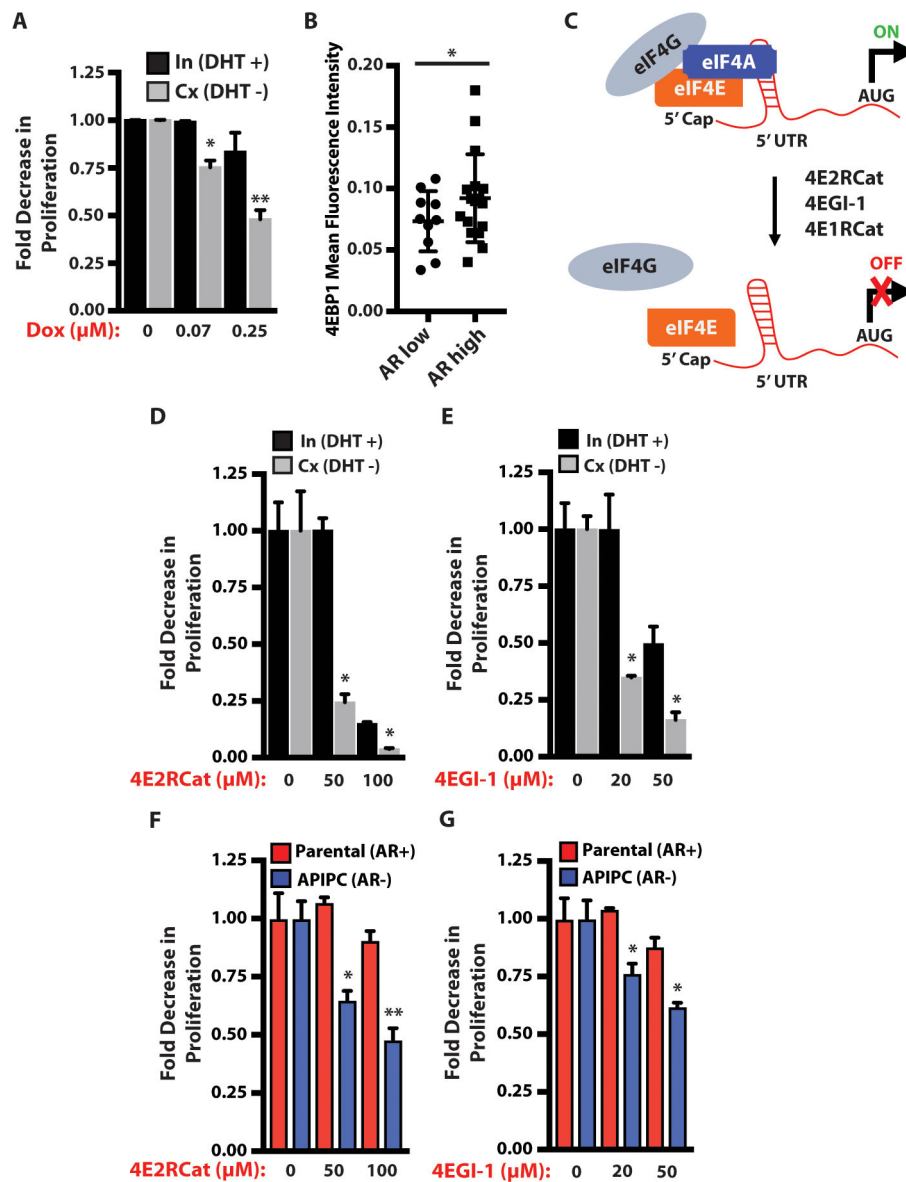 A
In (DHT +)
Cx (DHT -)
Fold Decrease in
Proliferation
1.25
1.00
0.75
0.50
0.25
0.00
*
**
Dox (µM): 0 0.07 0.25
B
4EBP1 Mean Fluorescence Intensity
*
0.20
0.15
0.10
0.05
0.00
AR low
AR high
C
eIF4G
eIF4A
eIF4E
5' Cap
5' UTR
ON
AUG
4E2RCat
4EGI-1
4E1RCat
eIF4G
eIF4E
5' Cap
5' UTR
OFF
AUG
D
In (DHT +)
Cx (DHT -)
Fold Decrease in
Proliferation
1.25
1.00
0.75
0.50
0.25
0.00
*
*
4E2RCat (µM): 0 50 100
E
In (DHT +)
Cx (DHT -)
Fold Decrease in
Proliferation
1.25
1.00
0.75
0.50
0.25
0.00
*
*
4EGI-1 (µM): 0 20 50
F
Parental (AR+)
APIPC (AR-)
Fold Decrease in
Proliferation
1.25
1.00
0.75
0.50
0.25
0.00
*
**
4E2RCat (µM): 0 50 100
G
Parental (AR+)
APIPC (AR-)
Fold Decrease in
Proliferation
1.25
1.00
0.75
0.50
0.25
0.00
*
*
4EGI-1 (µM): 0 20 50